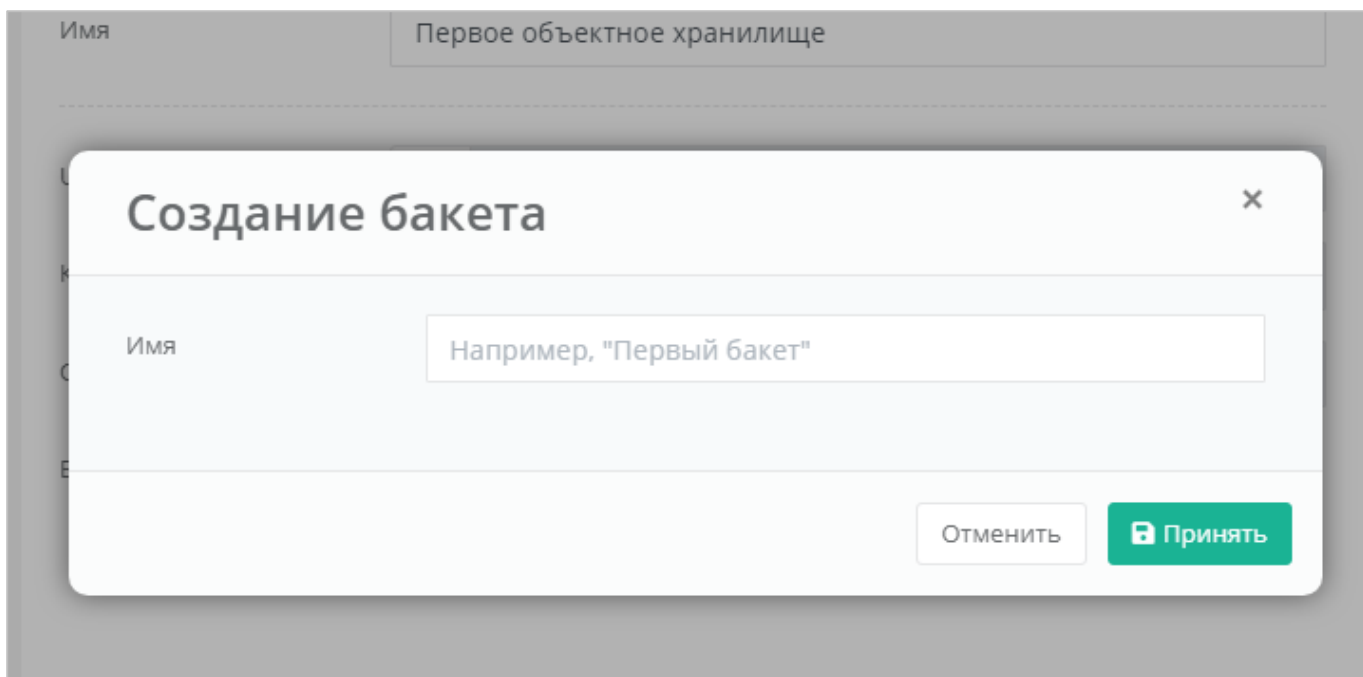 Имя
Первое объектное хранилище
Создание бакета
×
Имя
Например, "Первый бакет"
Отменить
Принять